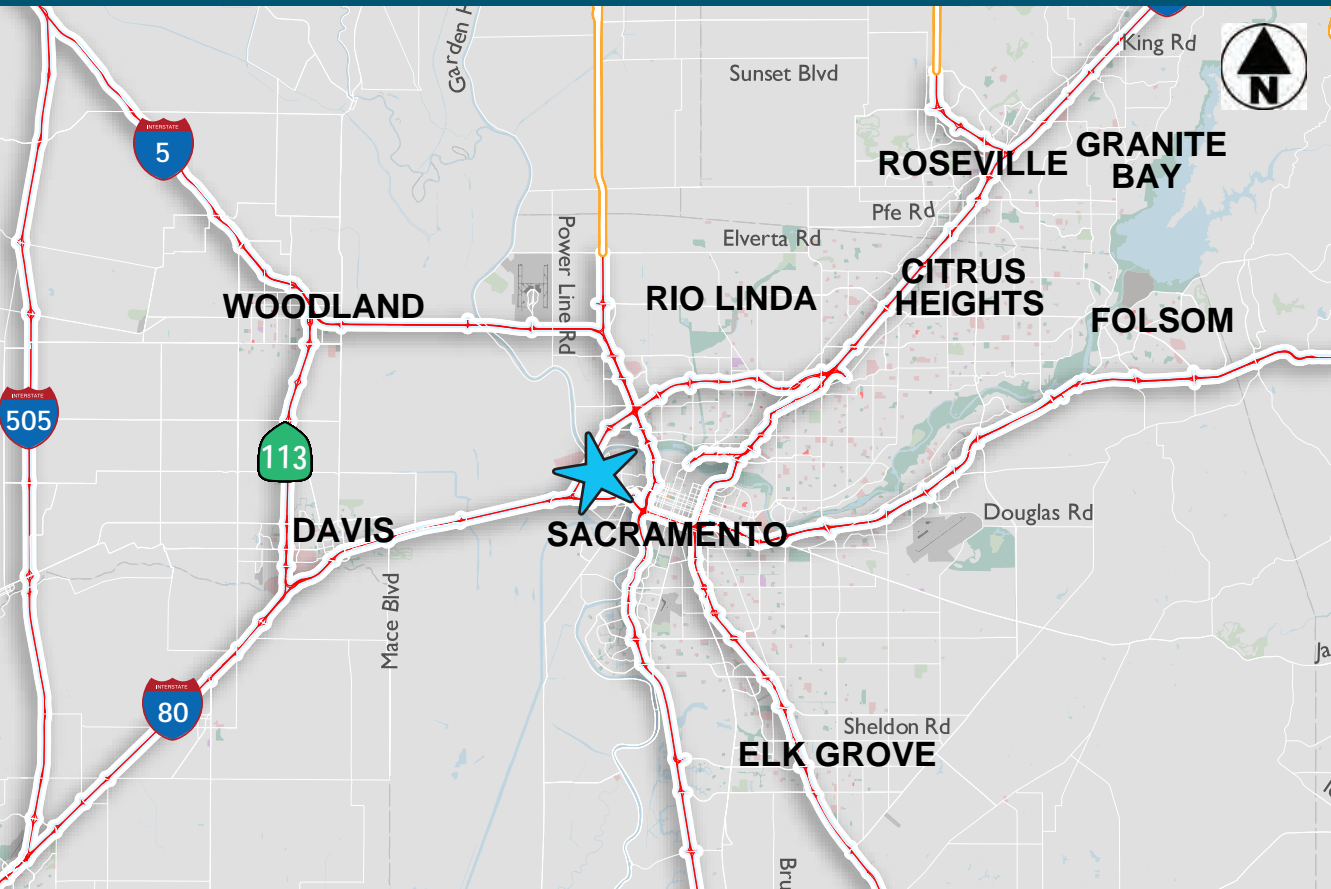 Garden H
King Rd
Sunset Blvd
N
INTERSTATE
5
GRANITE
BAY
ROSEVILLE
Pfe Rd
Power Line Rd
Elverta Rd
CITRUS
HEIGHTS
RIO LINDA
WOODLAND
FOLSOM
INTERSTATE
505
113
Douglas Rd
DAVIS
SACRAMENTO
Mace Blvd
Ja
INTERSTATE
80
Sheldon Rd
ELK GROVE
Bru